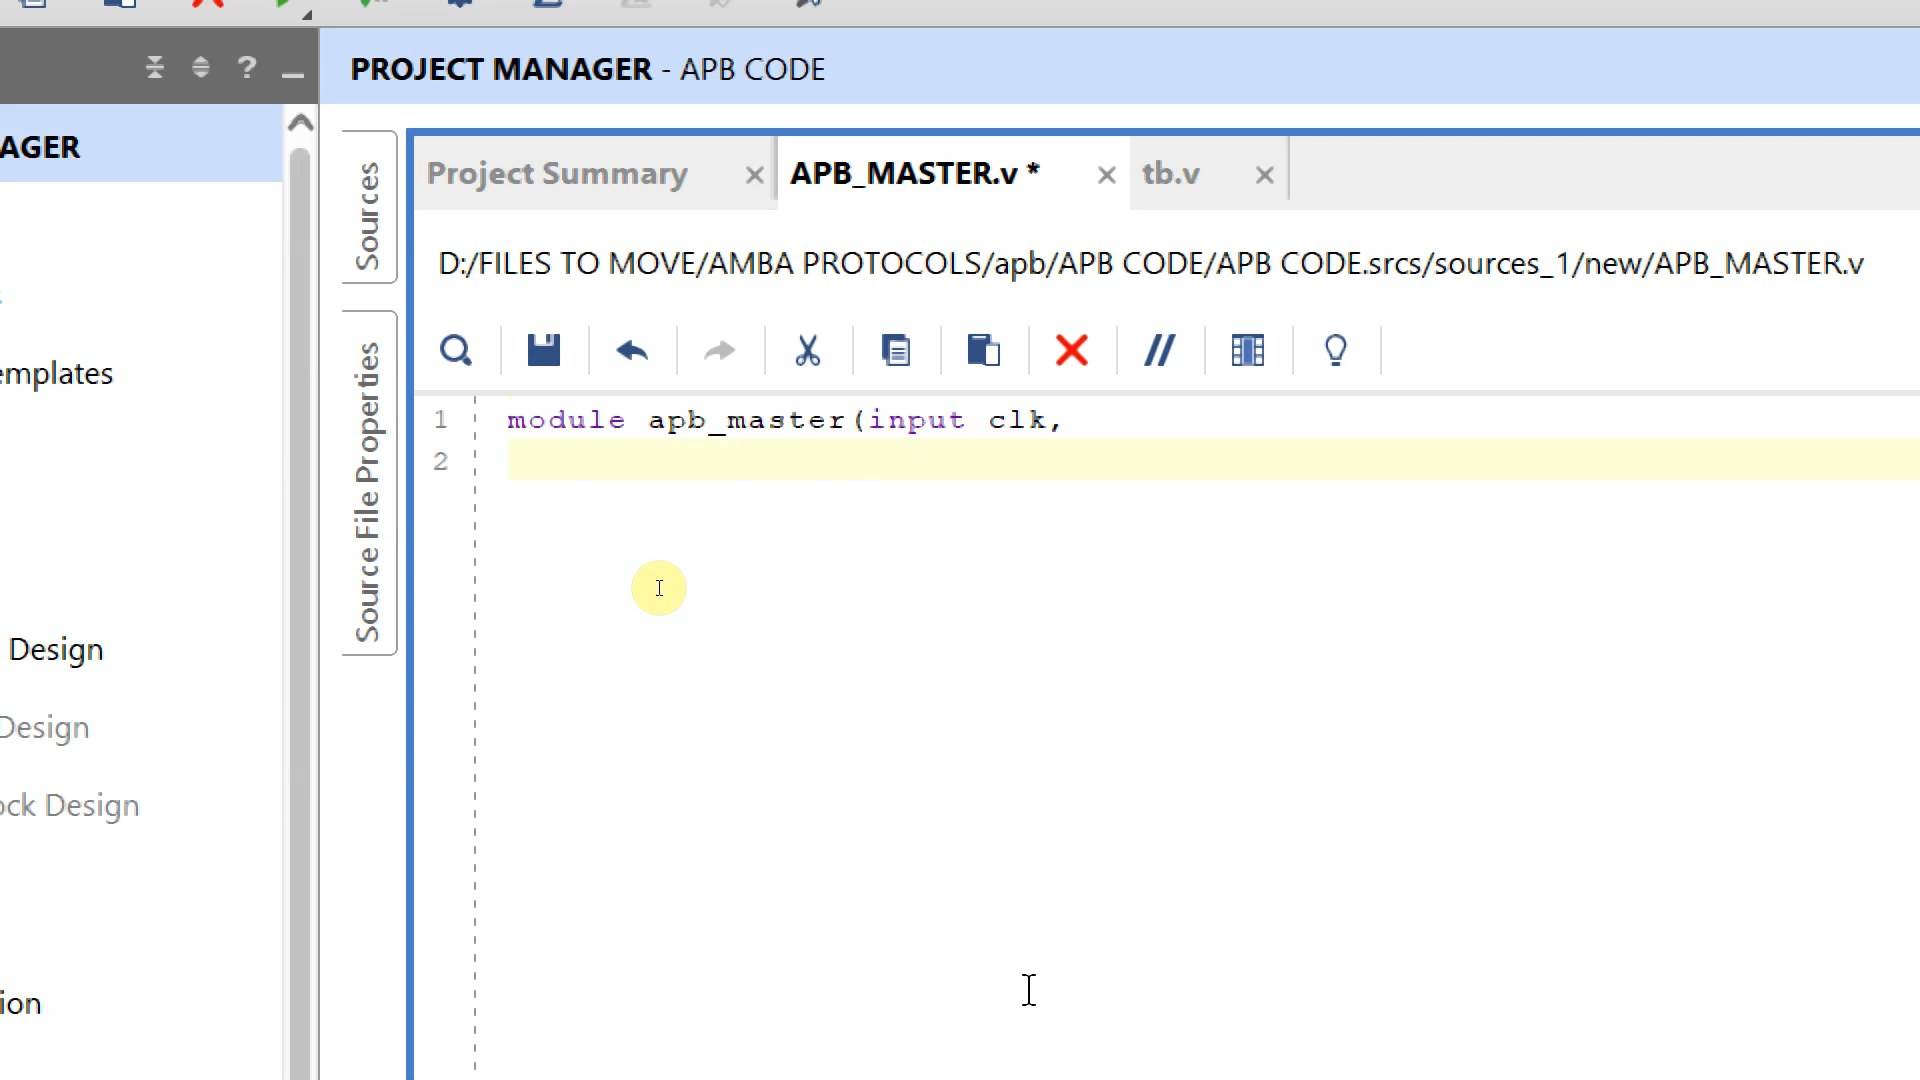 ?
PROJECT MANAGER - APB CODE
AGER
Sources
Project Summary
APB_MASTER.v *
tb.v
D:/FILES TO MOVE/AMBA PROTOCOLS/apb/APB CODE/APB CODE.srcs/sources_1/new/APB_MASTER.v
emplates
Source File Properties
1 module apb_master(input clk,
2
Design
Design
ock Design
ion